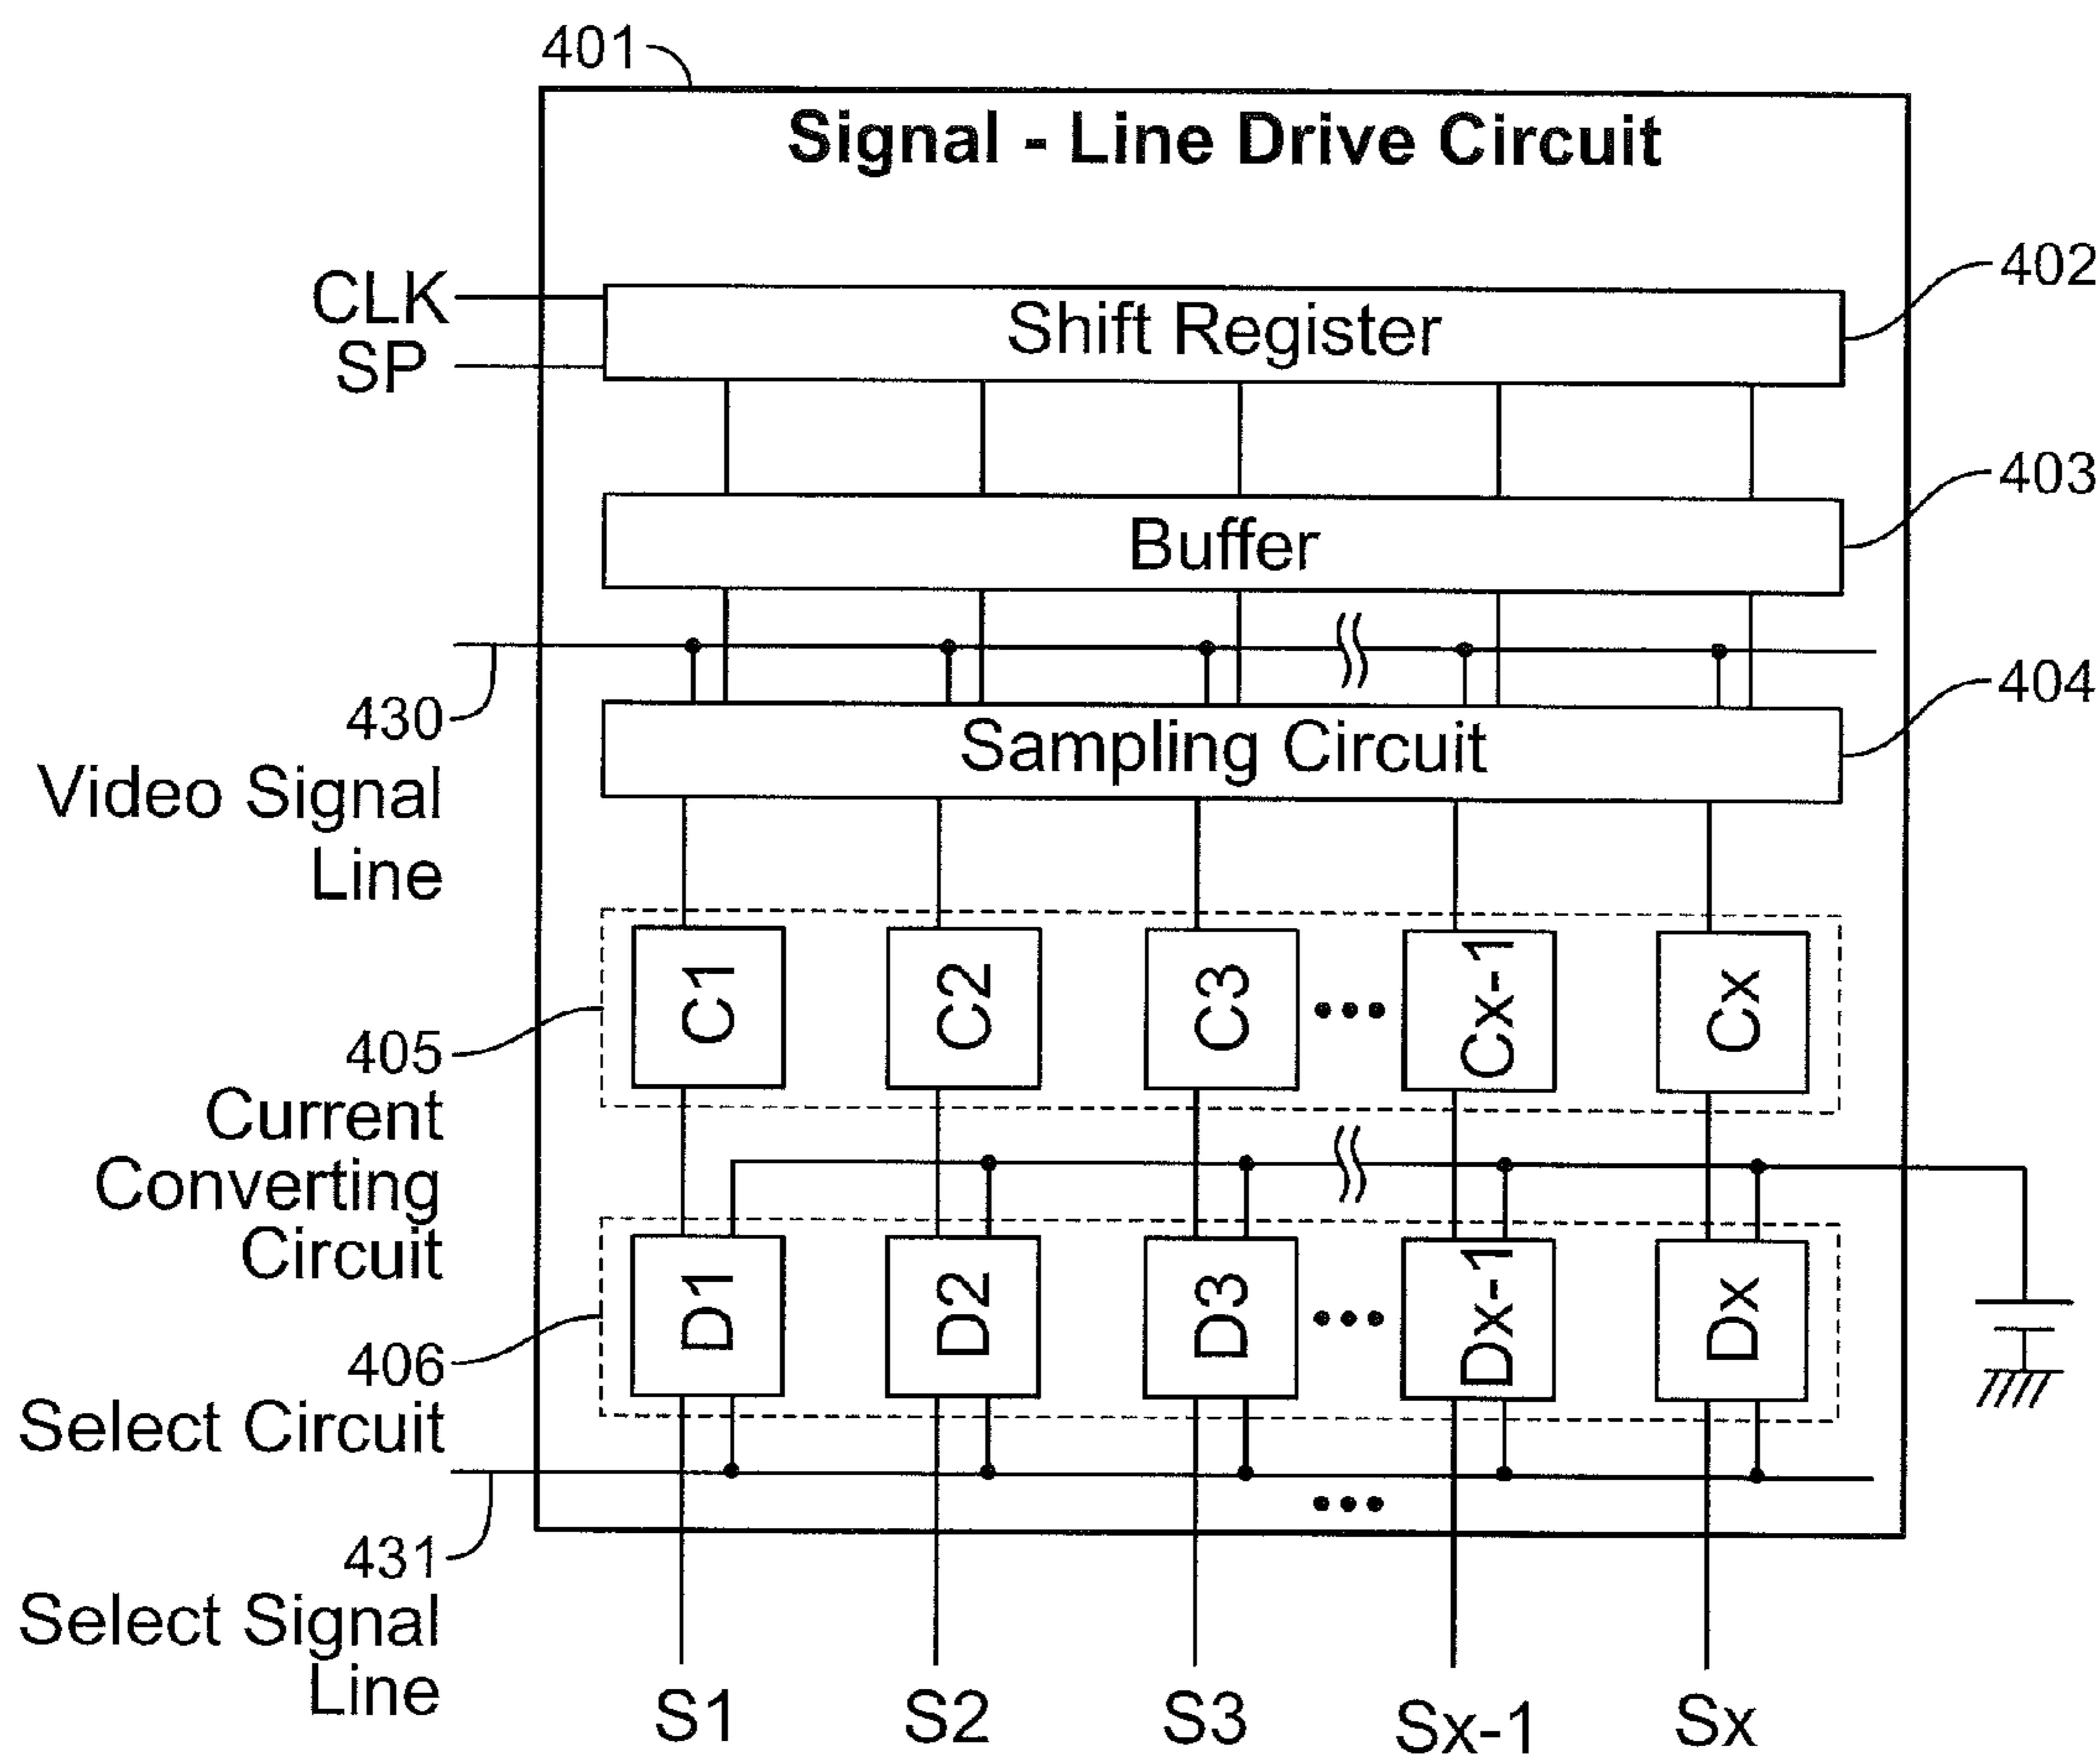 401
Signal - Line Drive Circuit
402
CLK
Shift Register
SP
403
Buffer
404
430
Sampling Circuit
Video Signal
Line
C1 C2 C3 ••• Cx-1 Cx
405
Current
Converting
Circuit
D1 D2 D3 ••• Dx-1 Dx
406
Select Circuit
•••
431
Select Signal
Line
S1 S2 S3 Sx-1 Sx